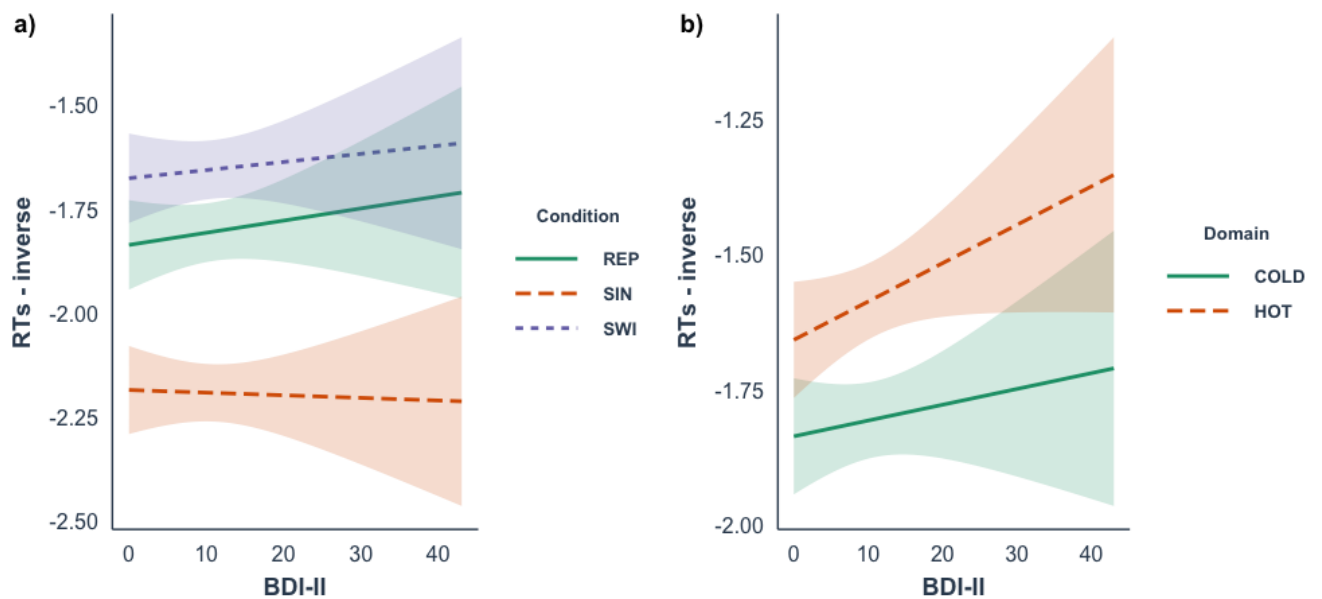 a)
RTs - inverse
-1.50
-1.75
-2.00
-2.25
-2.50
0 10 20 30 40
BDI-II
Condition
REP
SIN
SWI
b)
RTs - inverse
-1.25
-1.50
-1.75
-2.00
0 10 20 30 40
BDI-II
Domain
COLD
HOT